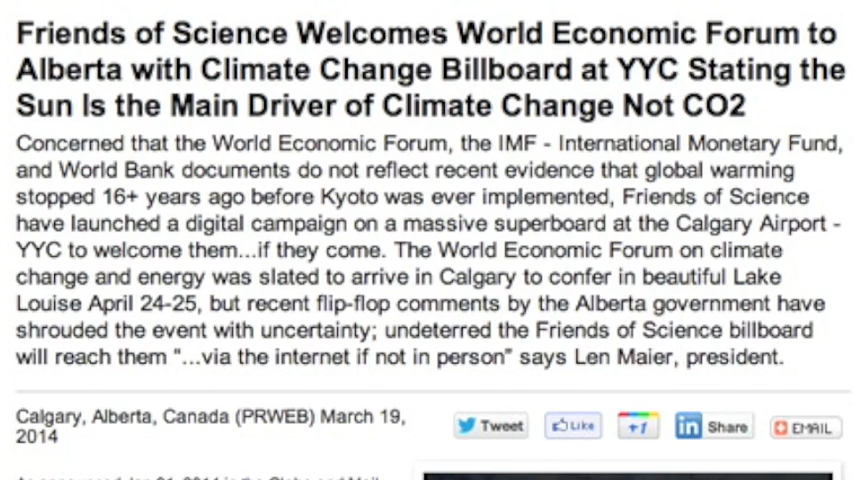 Friends of Science Welcomes World Economic Forum to
Alberta with Climate Change Billboard at YYC Stating the
Sun Is the Main Driver of Climate Change Not CO2
Concerned that the World Economic Forum, the IMF - International Monetary Fund,
and World Bank documents do not reflect recent evidence that global warming
stopped 16+ years ago before Kyoto was ever implemented, Friends of Science
have launched a digital campaign on a massive superboard at the Calgary Airport -
YYC to welcome them...if they come. The World Economic Forum on climate
change and energy was slated to arrive in Calgary to confer in beautiful Lake
Louise April 24-25, but recent flip-flop comments by the Alberta government have
shrouded the event with uncertainty; undeterred the Friends of Science billboard
will reach them "...via the internet if not in person" says Len Maier, president.
Calgary, Alberta, Canada (PRWEB) March 19,
2014
Tweet Like +1 in Share EMAIL